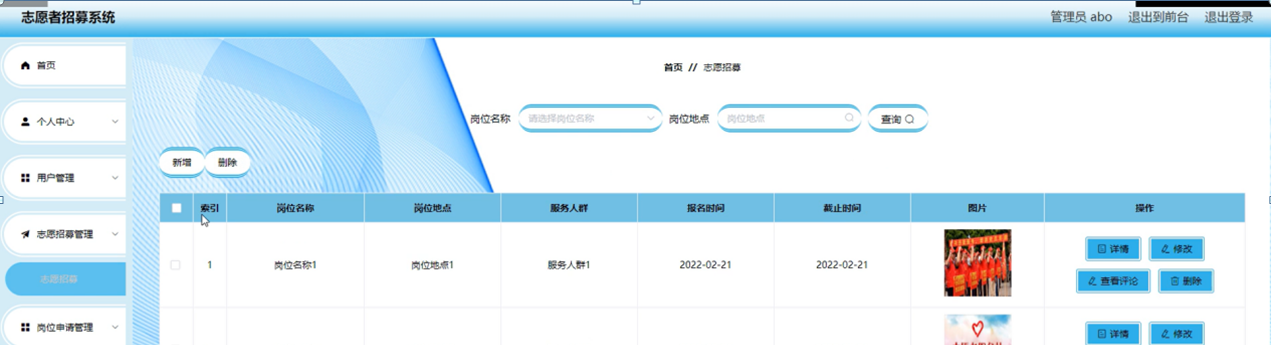 志愿者招募系统
管理员 abo 退出到前台 退出登录
首页
个人中心
用户管理
志愿招募管理
志愿招募
岗位申请管理
首页 // 志愿招募
岗位名称 请选择岗位名称 岗位地点 岗位地点 查询
新增 删除
索引 岗位名称 岗位地点 服务人群 报名时间 截止时间 图片 操作
1 岗位名称1 岗位地点1 服务人群1 2022-02-21 2022-02-21
详情 修改
查看评论 删除
详情 修改